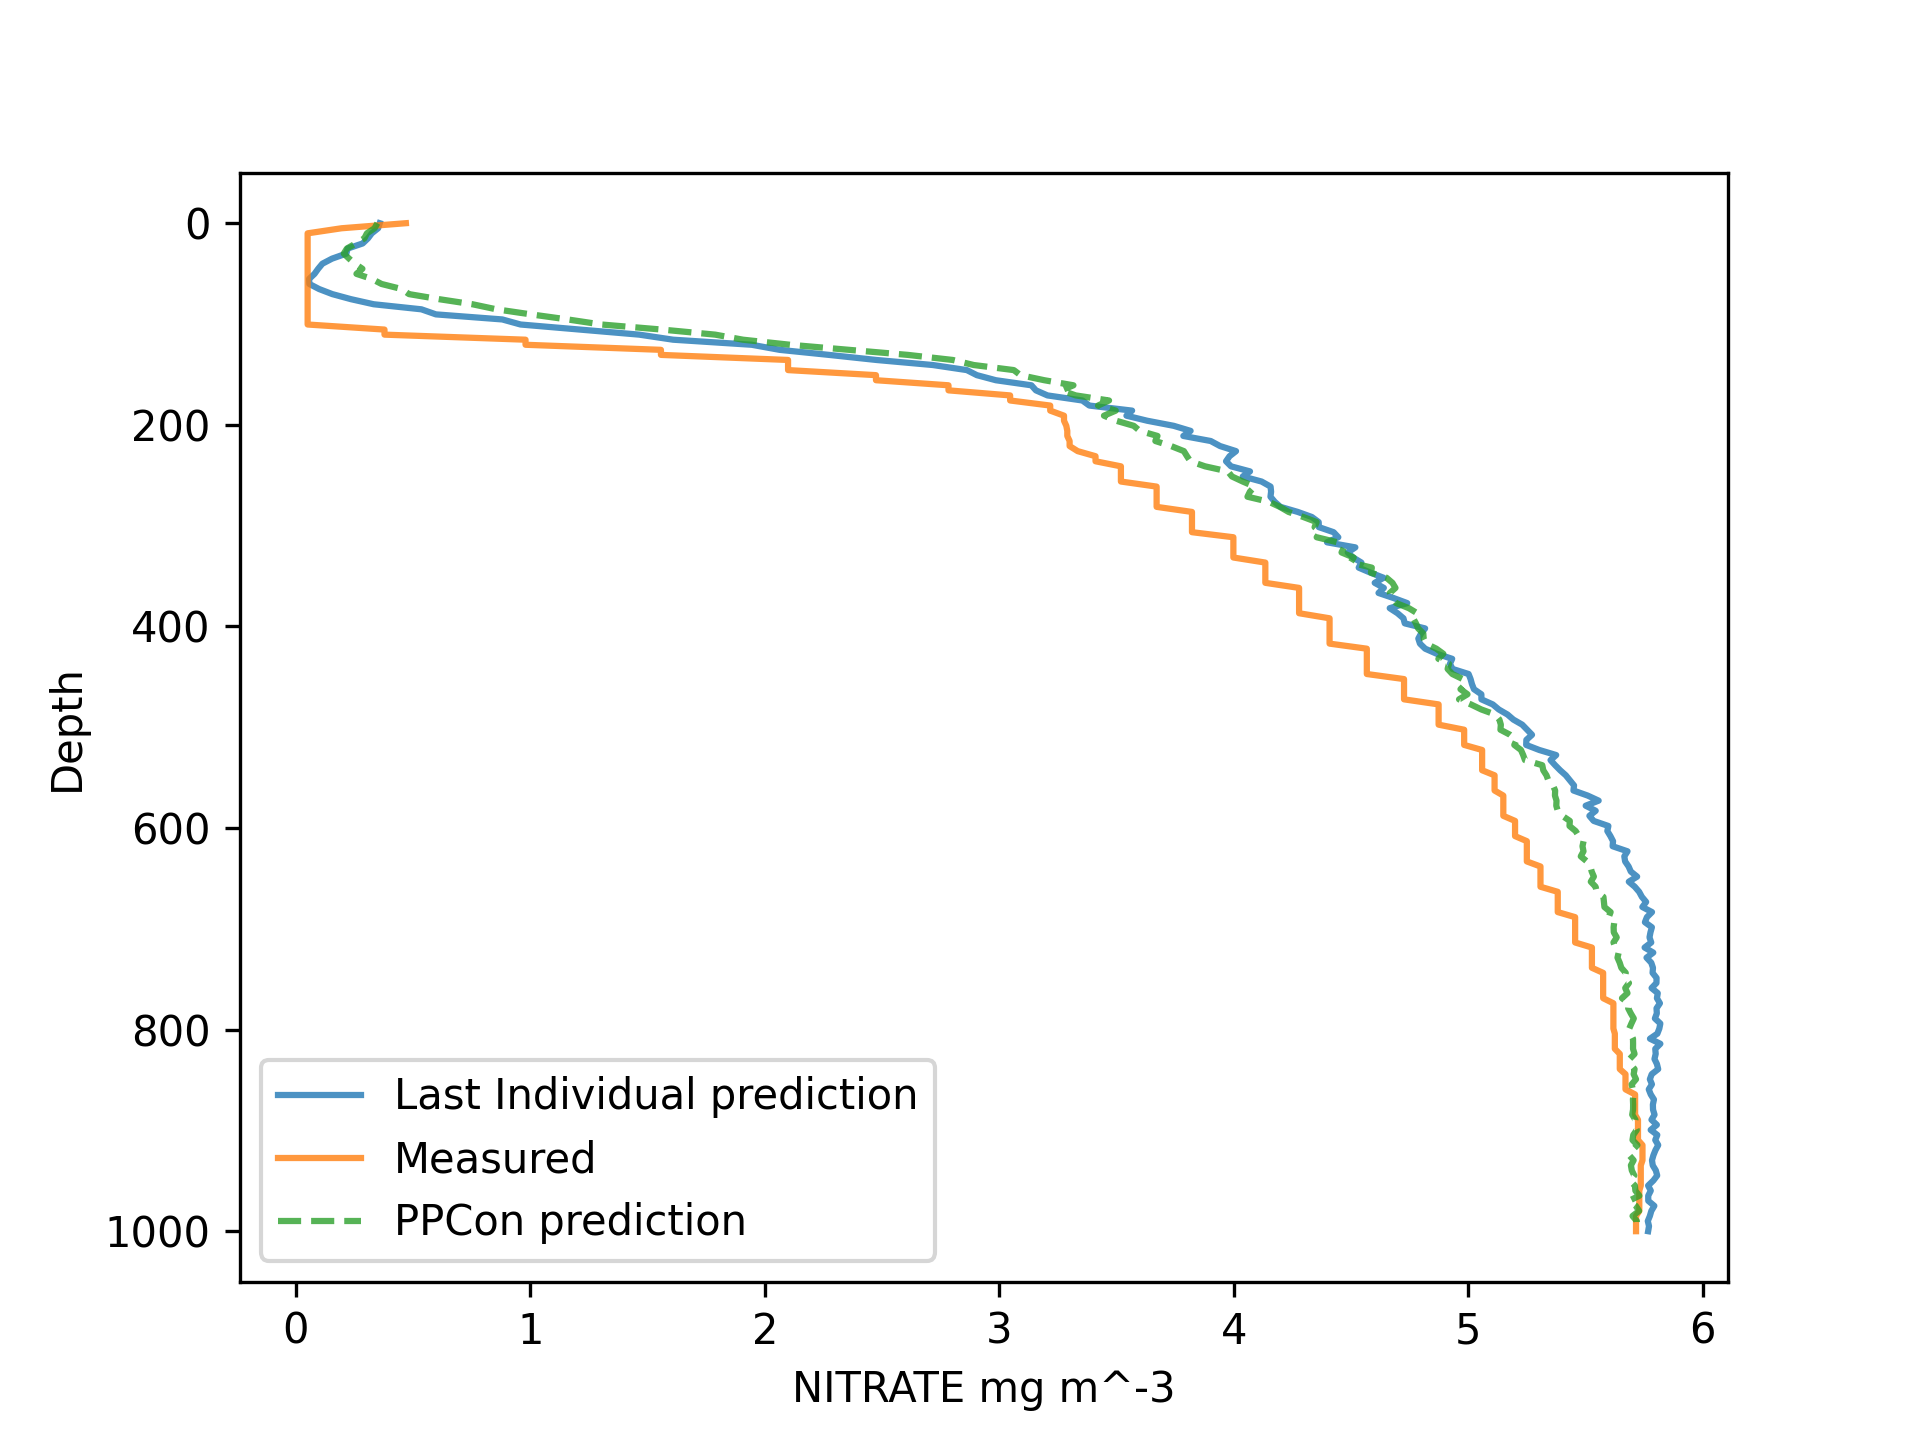 0
200
400
600
800
1000
Depth
Last Individual prediction
Measured
PPCon prediction
0 1 2 3 4 5 6
NITRATE mg m^-3